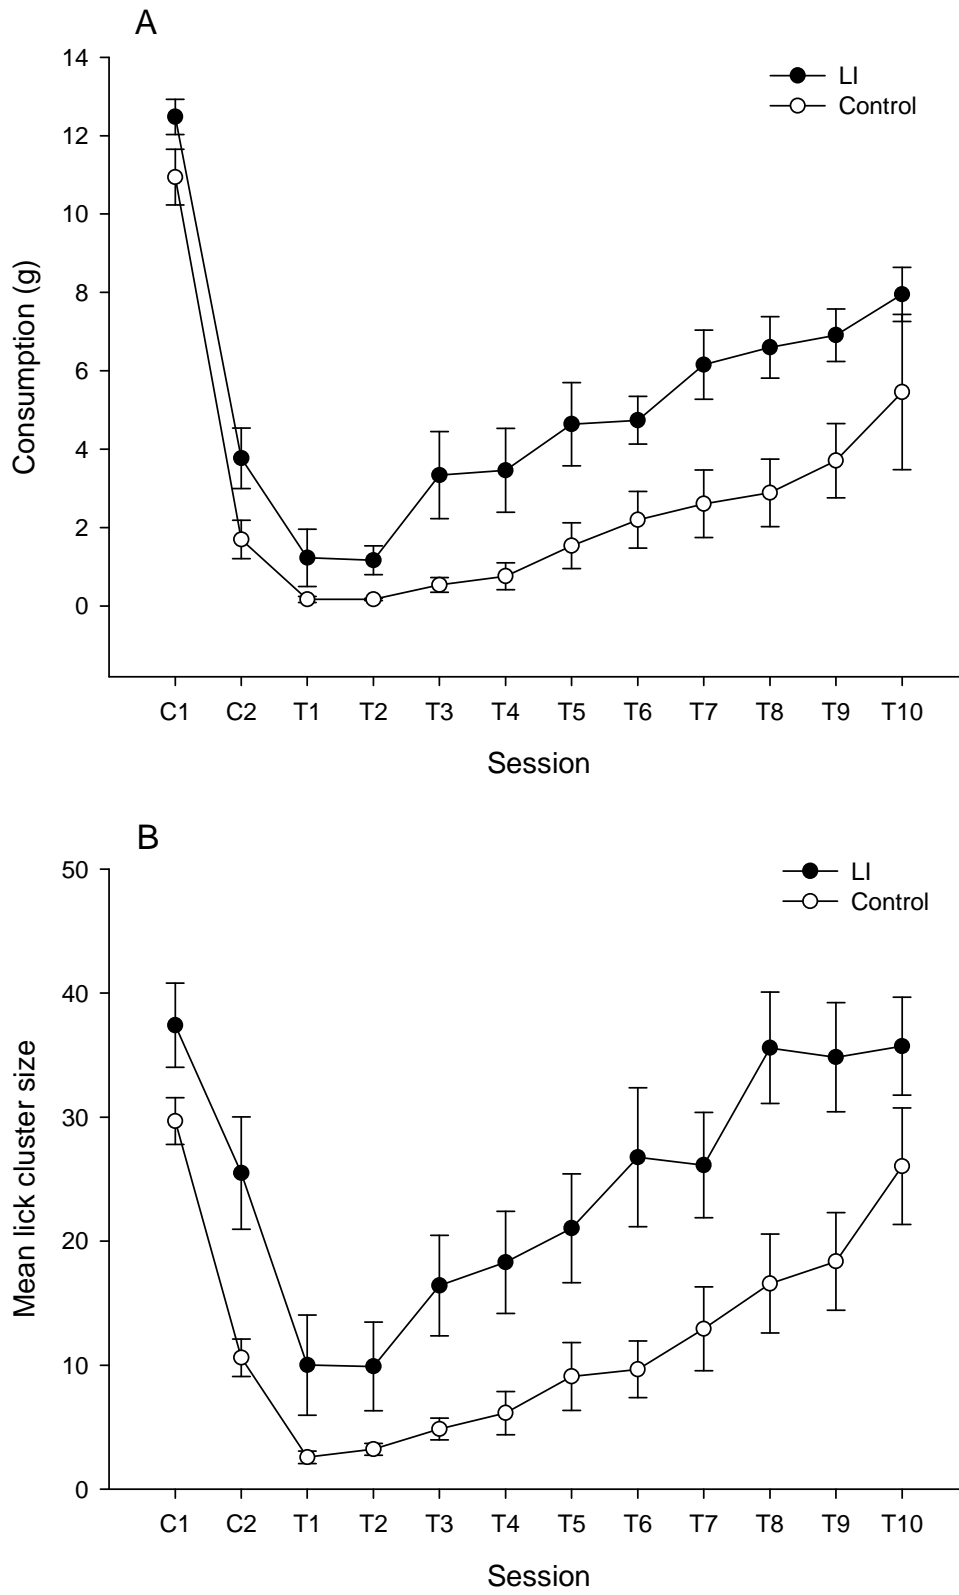 A
14
12
10
8
6
4
2
0
Consumption (g)
LI
Control
C1 C2 T1 T2 T3 T4 T5 T6 T7 T8 T9 T10
Session
B
50
40
30
20
10
0
Mean lick cluster size
LI
Control
C1 C2 T1 T2 T3 T4 T5 T6 T7 T8 T9 T10
Session